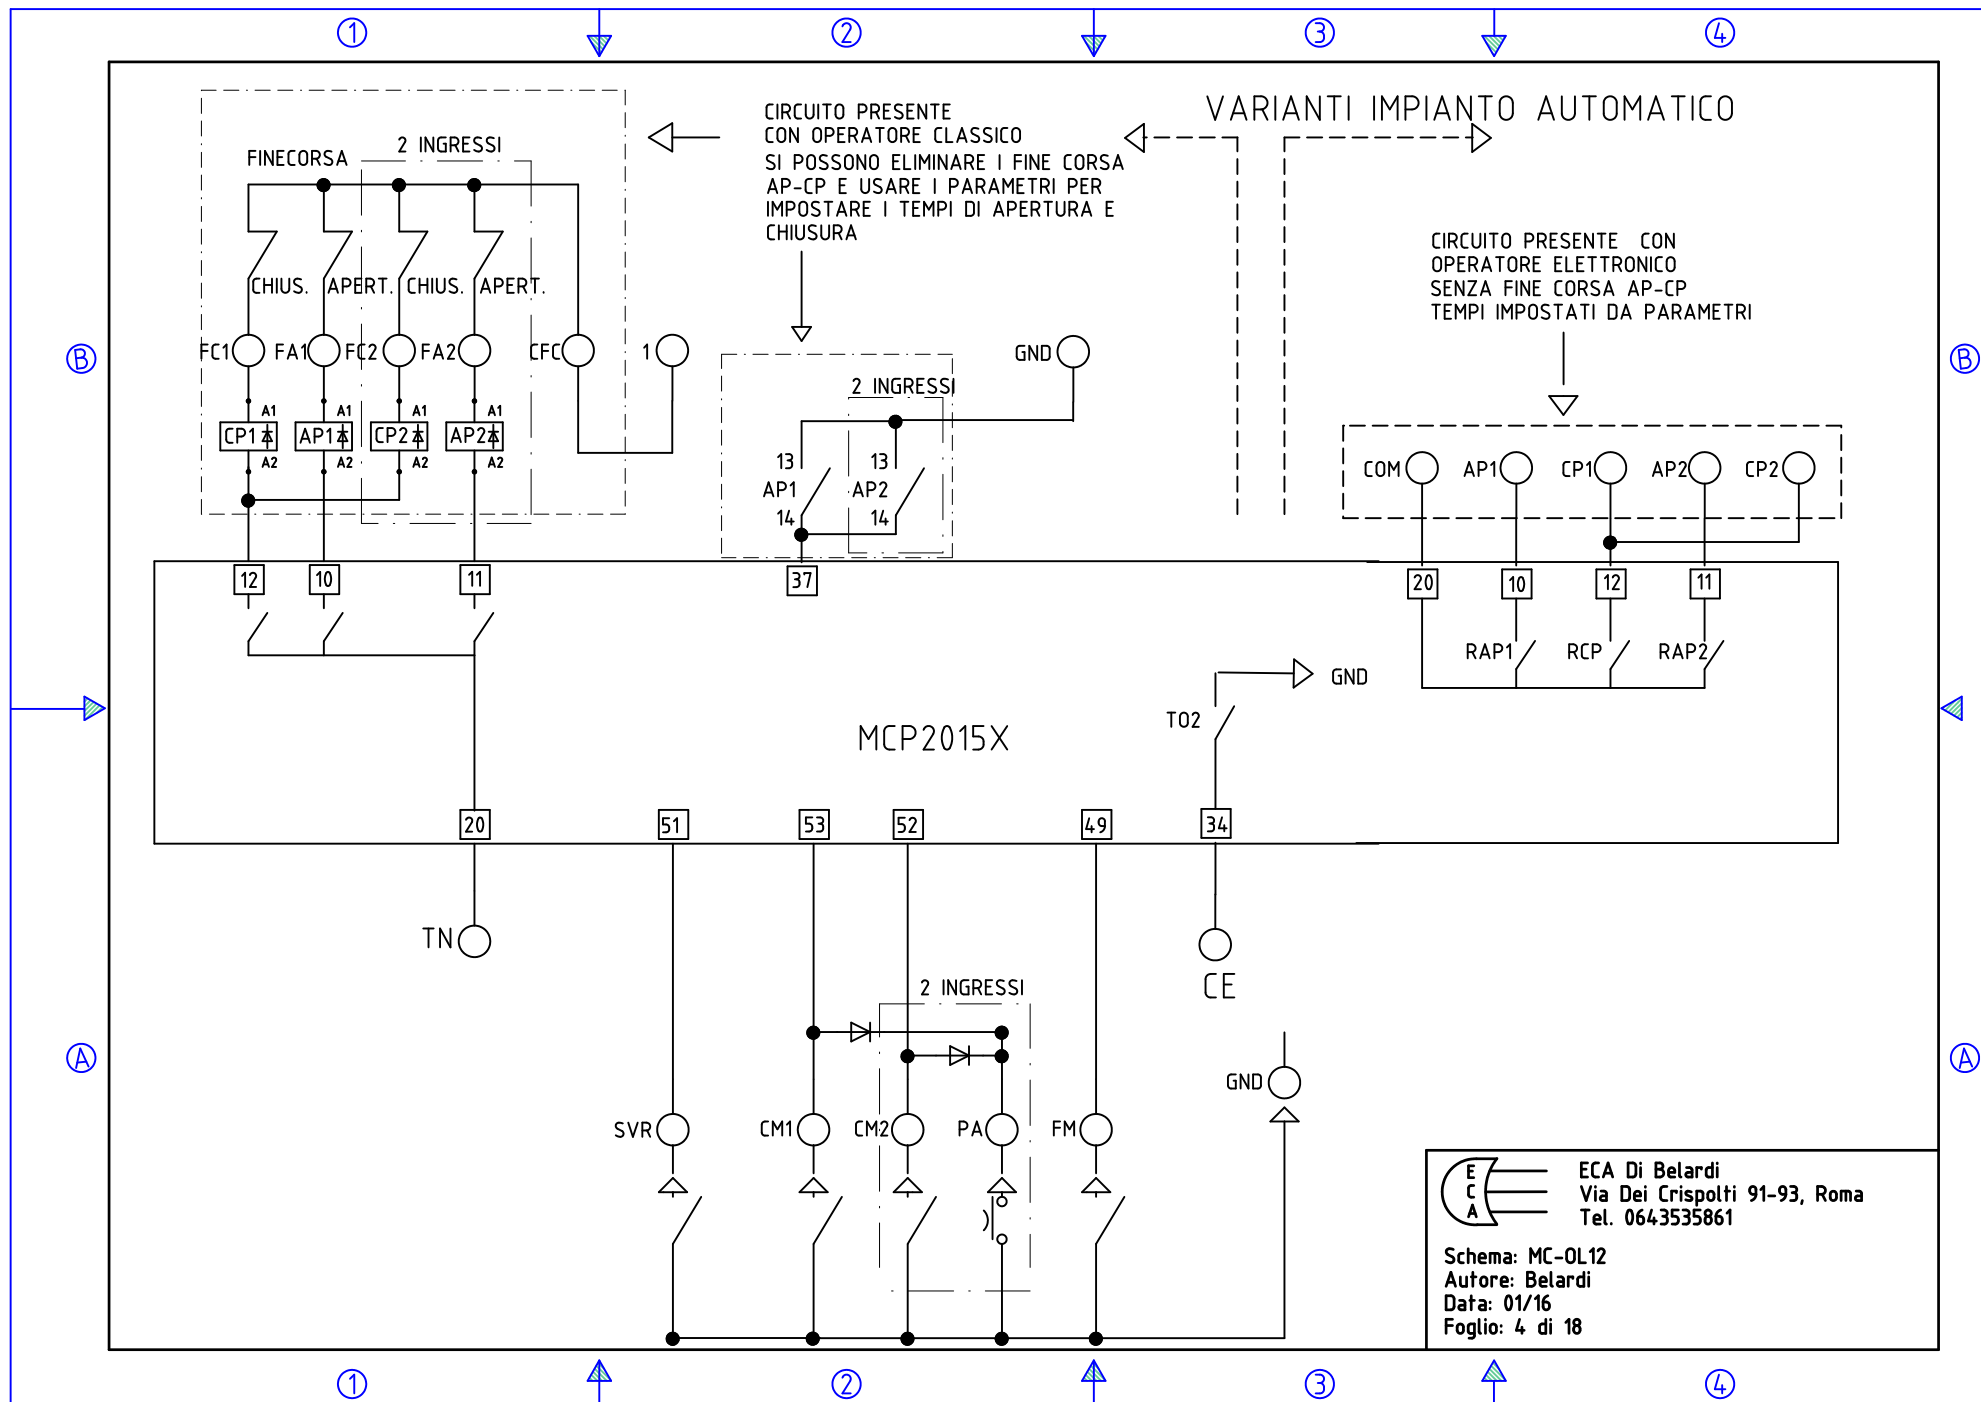 1 2 3 4
VARIANTI IMPIANTO AUTOMATICO
CIRCUITO PRESENTE
CON OPERATORE CLASSICO
SI POSSONO ELIMINARE I FINE CORSA
AP-CP E USARE I PARAMETRI PER
IMPOSTARE I TEMPI DI APERTURA E
CHIUSURA
2 INGRESSI
FINECORSA
CHIUS. APERT. CHIUS. APERT.
CIRCUITO PRESENTE CON
OPERATORE ELETTRONICO
SENZA FINE CORSA AP-CP
TEMPI IMPOSTATI DA PARAMETRI
B FC1 FA1 FC2 FA2 CFC 1 GND B
2 INGRESSI
A1 A1 A1 A1
CP1 AP1 CP2 AP2
A2 A2 A2 A2
13 13
AP1 AP2
14 14
COM AP1 CP1 AP2 CP2
12 10 11 37 20 10 12 11
RAP1 RCP RAP2
GND
TO2
MCP2015X
20 51 53 52 49 34
TN
CE
2 INGRESSI
A A
GND
SVR CM1 CM2 PA FM
E
C
A
ECA Di Belardi
Via Dei Crispolti 91-93, Roma
Tel. 0643535861
Schema: MC-OL12
Autore: Belardi
Data: 01/16
Foglio: 4 di 18
1 2 3 4